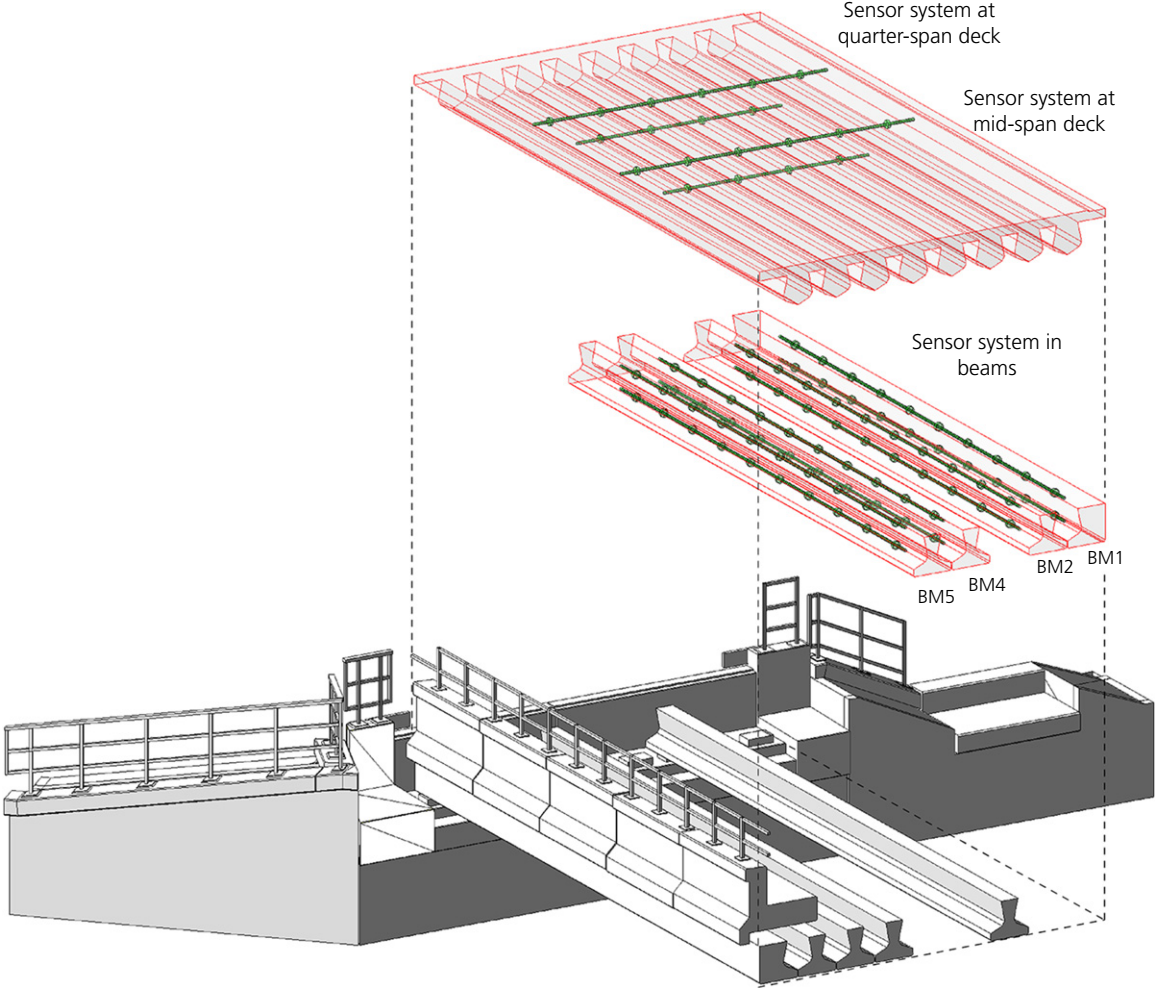 Sensor system at
quarter-span deck
Sensor system at
mid-span deck
Sensor system in
beams
BM1
BM2
BM4
BM5